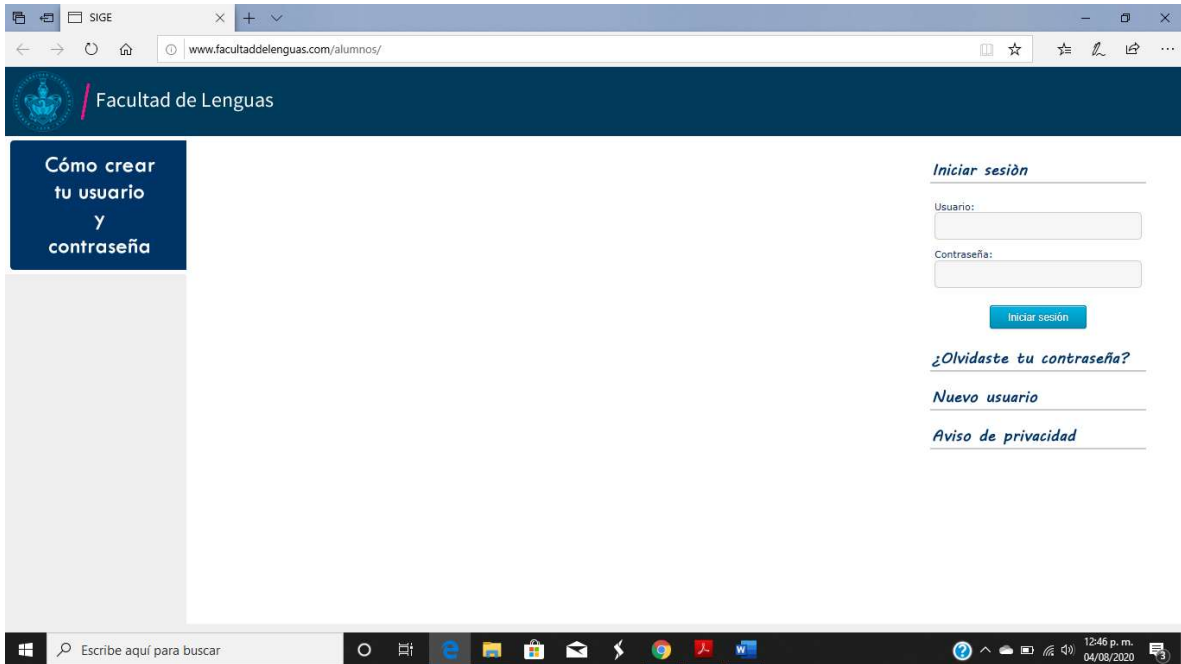 SIGE
www.facultaddelenguas.com/alumnos/
Facultad de Lenguas
Cómo crear
tu usuario
y
contraseña
Iniciar sesiòn
Usuario:
Contraseña:
Iniciar sesión
¿Olvidaste tu contraseña?
Nuevo usuario
Aviso de privacidad
Escribe aquí para buscar
12:46 p. m.
04/08/2020
3